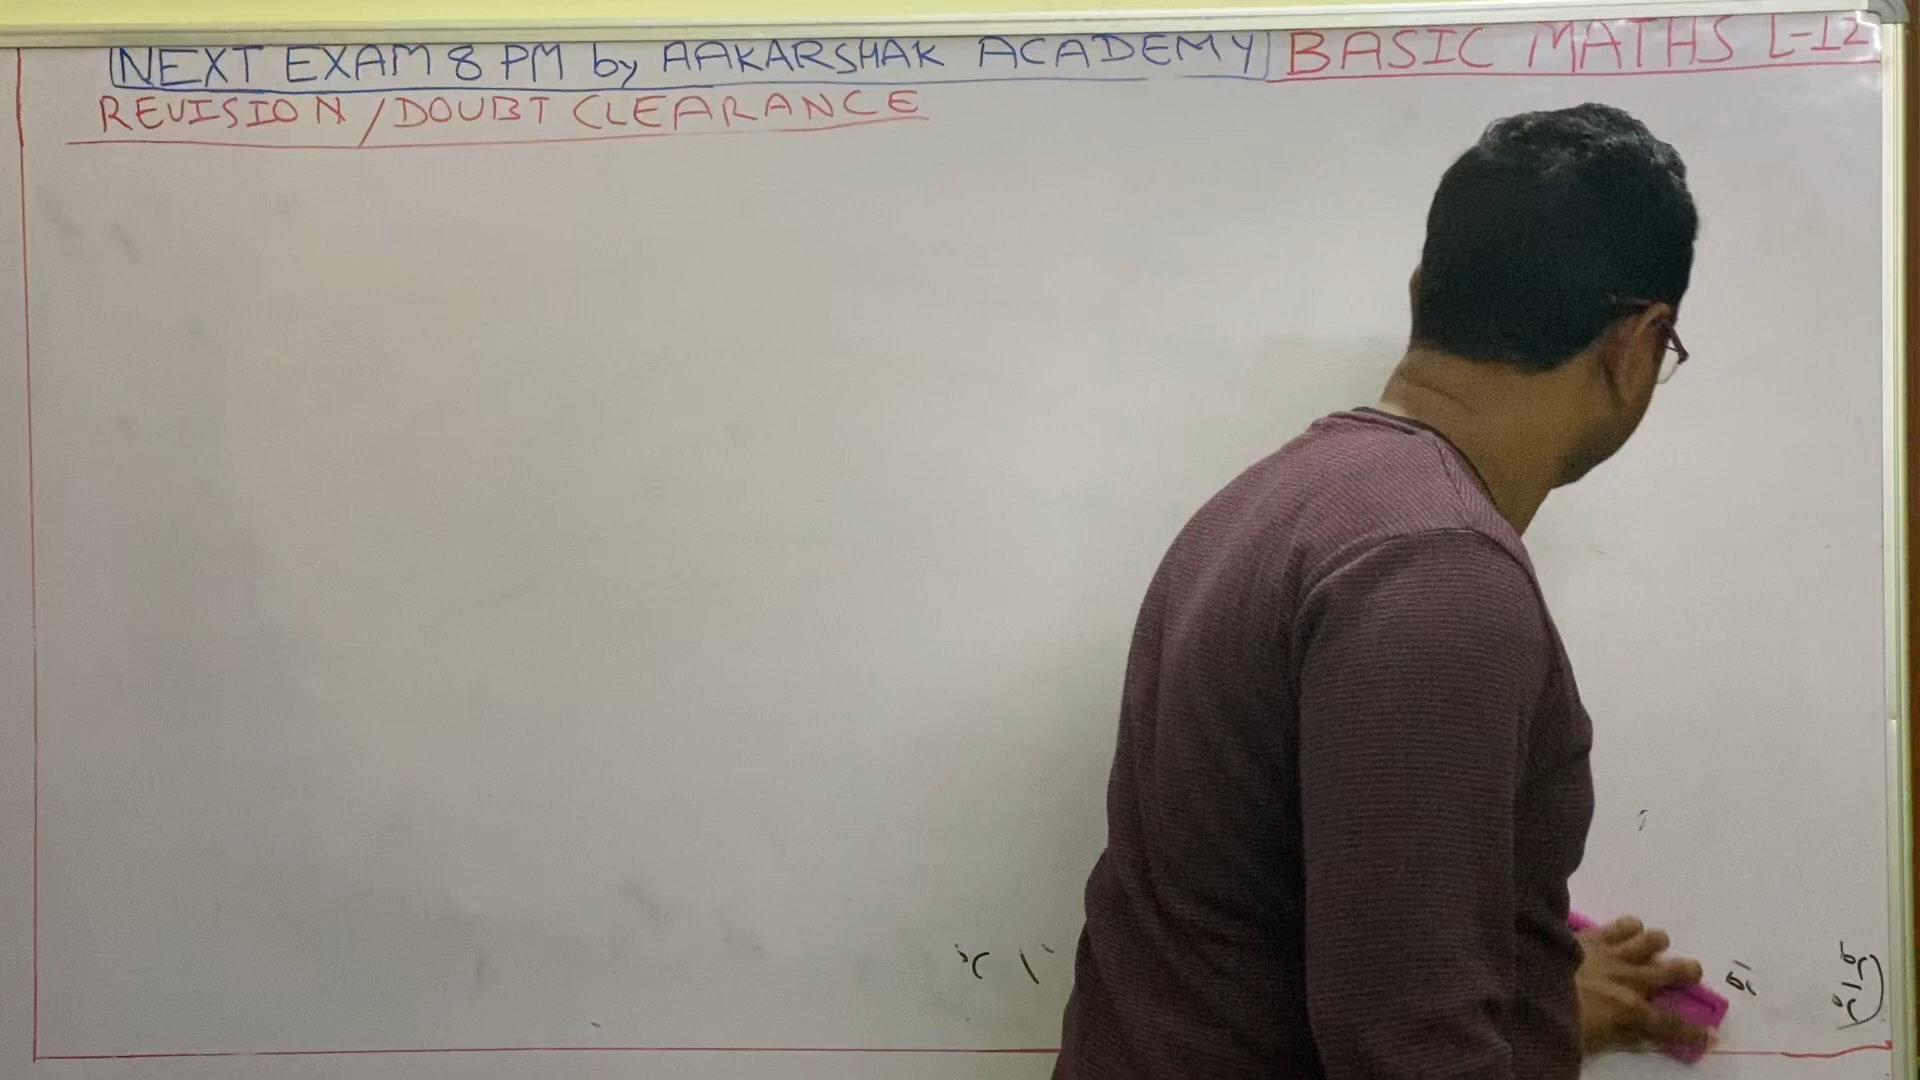 NEXT EXAM 8 PM by AAKARSHAK ACADEMY BASIC MATHS L-12
REVISION / DOUBT CLEARANCE